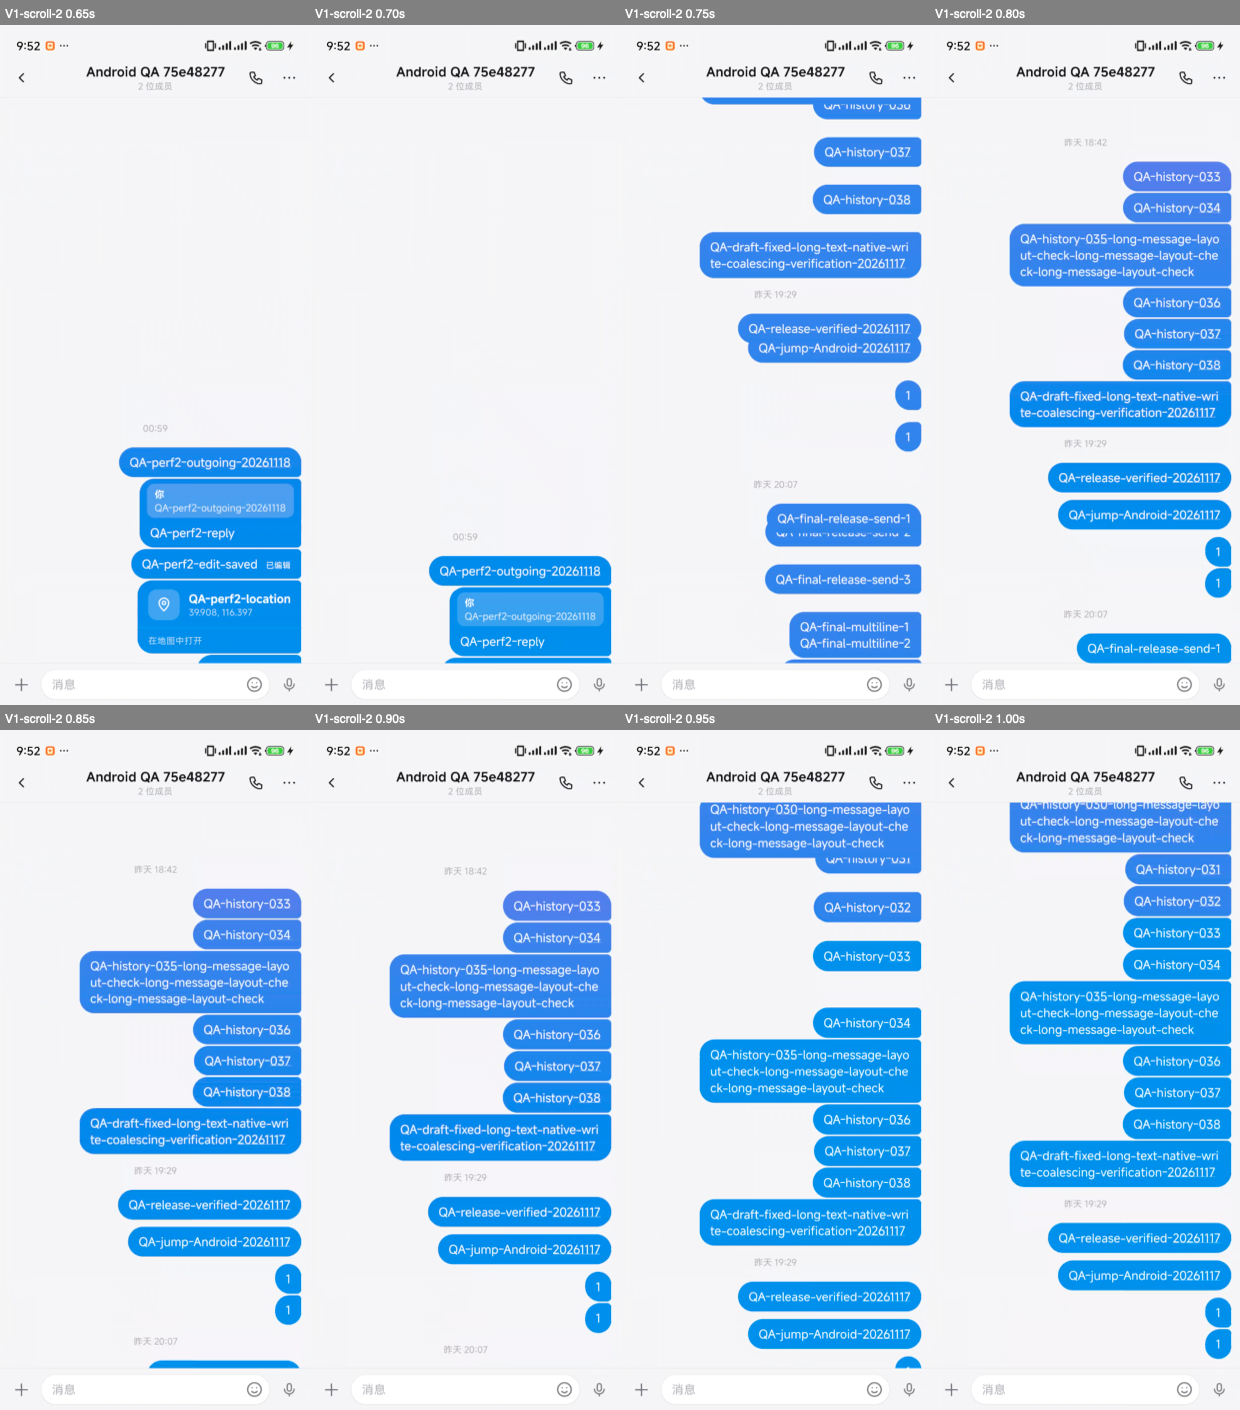 V1-scroll-2 0.65s
9:52
Android QA 75e48277
2 位成员
00:59
QA-perf2-outgoing-20261118
你
QA-perf2-outgoing-20261118
QA-perf2-reply
QA-perf2-edit-saved 已编辑
QA-perf2-location
39.908, 116.397
在地图中打开
消息
V1-scroll-2 0.70s
9:52
Android QA 75e48277
2 位成员
00:59
QA-perf2-outgoing-20261118
你
QA-perf2-outgoing-20261118
QA-perf2-reply
消息
V1-scroll-2 0.75s
9:52
Android QA 75e48277
2 位成员
QA-history-036
QA-history-037
QA-history-038
QA-draft-fixed-long-text-native-wri
te-coalescing-verification-20261117
昨天 19:29
QA-release-verified-20261117
QA-jump-Android-20261117
1
1
昨天 20:07
QA-final-release-send-1
QA-final-release-send-2
QA-final-release-send-3
QA-final-multiline-1
QA-final-multiline-2
消息
V1-scroll-2 0.80s
9:52
Android QA 75e48277
2 位成员
昨天 18:42
QA-history-033
QA-history-034
QA-history-035-long-message-layo
ut-check-long-message-layout-che
ck-long-message-layout-check
QA-history-036
QA-history-037
QA-history-038
QA-draft-fixed-long-text-native-wri
te-coalescing-verification-20261117
昨天 19:29
QA-release-verified-20261117
QA-jump-Android-20261117
1
1
昨天 20:07
QA-final-release-send-1
消息
V1-scroll-2 0.85s
9:52
Android QA 75e48277
2 位成员
昨天 18:42
QA-history-033
QA-history-034
QA-history-035-long-message-layo
ut-check-long-message-layout-che
ck-long-message-layout-check
QA-history-036
QA-history-037
QA-history-038
QA-draft-fixed-long-text-native-wri
te-coalescing-verification-20261117
昨天 19:29
QA-release-verified-20261117
QA-jump-Android-20261117
1
1
昨天 20:07
消息
V1-scroll-2 0.90s
9:52
Android QA 75e48277
2 位成员
昨天 18:42
QA-history-033
QA-history-034
QA-history-035-long-message-layo
ut-check-long-message-layout-che
ck-long-message-layout-check
QA-history-036
QA-history-037
QA-history-038
QA-draft-fixed-long-text-native-wri
te-coalescing-verification-20261117
昨天 19:29
QA-release-verified-20261117
QA-jump-Android-20261117
1
1
昨天 20:07
消息
V1-scroll-2 0.95s
9:52
Android QA 75e48277
2 位成员
QA-history-030-long-message-layo
ut-check-long-message-layout-che
ck-long-message-layout-check
QA-history-031
QA-history-032
QA-history-033
QA-history-034
QA-history-035-long-message-layo
ut-check-long-message-layout-che
ck-long-message-layout-check
QA-history-036
QA-history-037
QA-history-038
QA-draft-fixed-long-text-native-wri
te-coalescing-verification-20261117
昨天 19:29
QA-release-verified-20261117
QA-jump-Android-20261117
消息
V1-scroll-2 1.00s
9:52
Android QA 75e48277
2 位成员
QA-history-030-long-message-layo
ut-check-long-message-layout-che
ck-long-message-layout-check
QA-history-031
QA-history-032
QA-history-033
QA-history-034
QA-history-035-long-message-layo
ut-check-long-message-layout-che
ck-long-message-layout-check
QA-history-036
QA-history-037
QA-history-038
QA-draft-fixed-long-text-native-wri
te-coalescing-verification-20261117
昨天 19:29
QA-release-verified-20261117
QA-jump-Android-20261117
1
1
消息